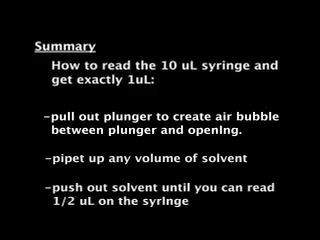 Summary
How to read the 10 uL syringe and
get exactly 1uL:
-pull out plunger to create air bubble
between plunger and openIng.
-pipet up any volume of solvent
-push out solvent until you can read
1/2 uL on the syrInge